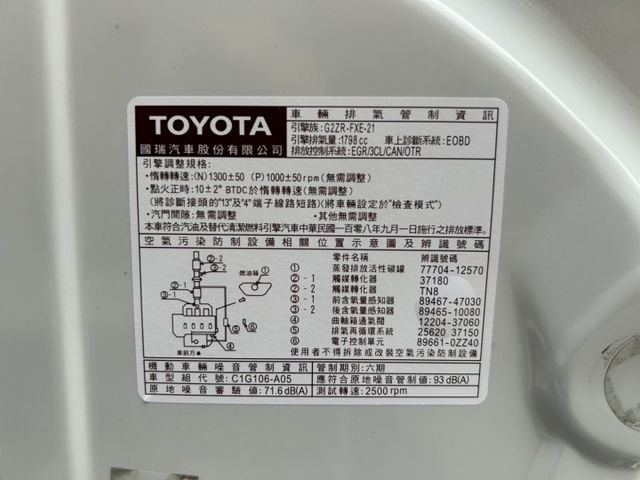 TOYOTA
國瑞汽車股份有限公司
車輛排氣管制資訊
引擎族:G2ZR-FXE-21
引擎排氣量:1798cc 車上診斷系統:EOBD
排放控制系統:EGR/3CL/CAN/OTR
引擎調整規格:
・惰轉轉速:(N)1300±50 (P)1000±50rpm(無需調整)
・點火正時:10±2° BTDC於惰轉轉速(無需調整)
(將診斷接頭的"13"及"4"端子線路短路)(將車輛設定於"檢查模式")
・汽門間隙:無需調整 ・其他無需調整
本車符合汽油及替代清潔燃料引擎汽車中華民國一百零八年九月一日施行之排放標準。
空氣污染防制設備相關位置示意圖及辨識號碼
零件名稱 辨識號碼
① 蒸發排放活性碳罐 77704-12570
②-1 觸媒轉化器 37180
②-2 觸媒轉化器 TN8
③-1 前含氧量感知器 89467-47030
③-2 後含氧量感知器 89465-10080
④ 曲軸箱通氣閥 12204-37060
⑤ 排氣再循環系統 25620 37150
⑥ 電子控制單元 89661-0ZZ40
使用者不得拆除或改裝空氣污染防制設備
燃油箱
車前方
機動車輛噪音管制資訊 管制期別:六期
車型組代號:C1G106-A05 應符合原地噪音管制值:93dB(A)
原地噪音審驗值:71.6dB(A) 測試轉速:2500rpm